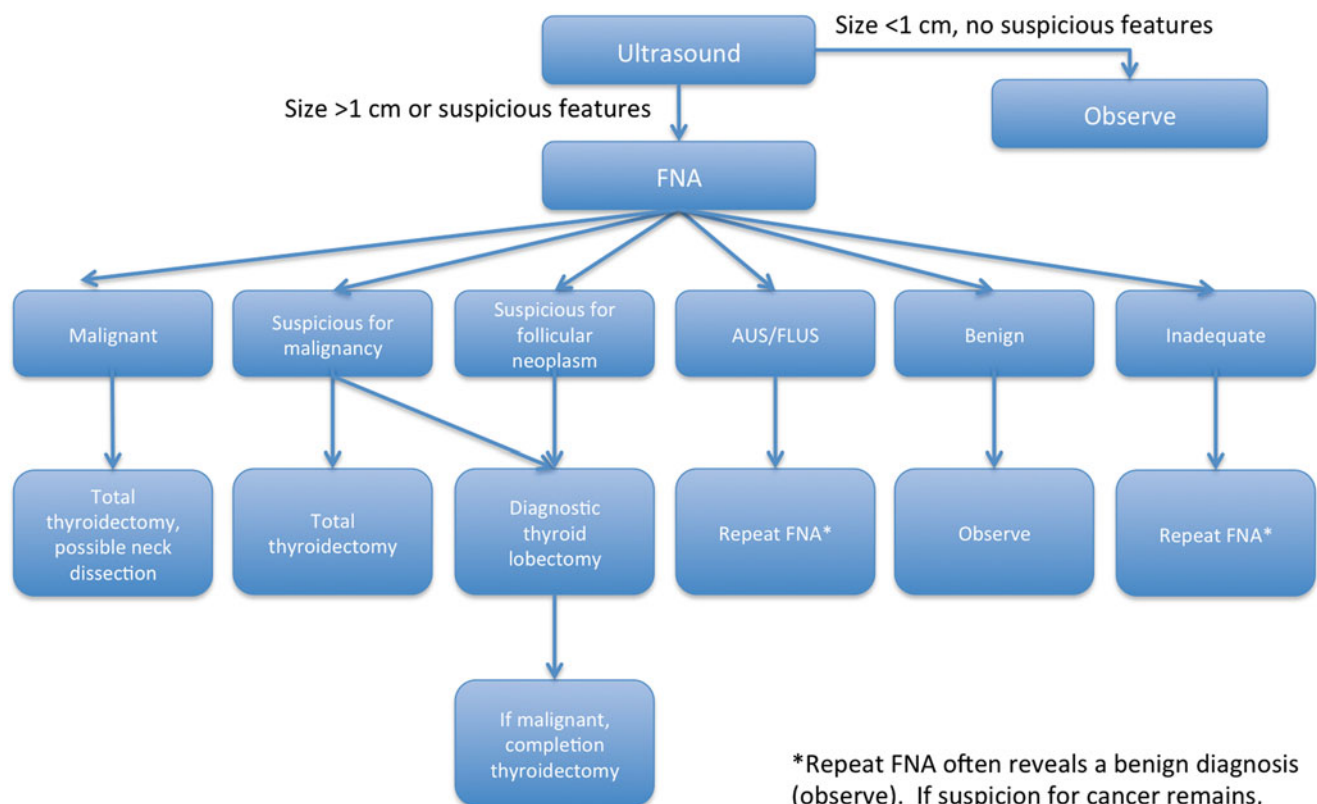 Size <1 cm, no suspicious features
Ultrasound
Observe
Size >1 cm or suspicious features
FNA
Malignant
Suspicious for
malignancy
Suspicious for
follicular
neoplasm
AUS/FLUS
Benign
Inadequate
Total
thyroidectomy,
possible neck
dissection
Total
thyroidectomy
Diagnostic
thyroid
lobectomy
Repeat FNA*
Observe
Repeat FNA*
If malignant,
completion
thyroidectomy
*Repeat FNA often reveals a benign diagnosis
(observe). If suspicion for cancer remains,